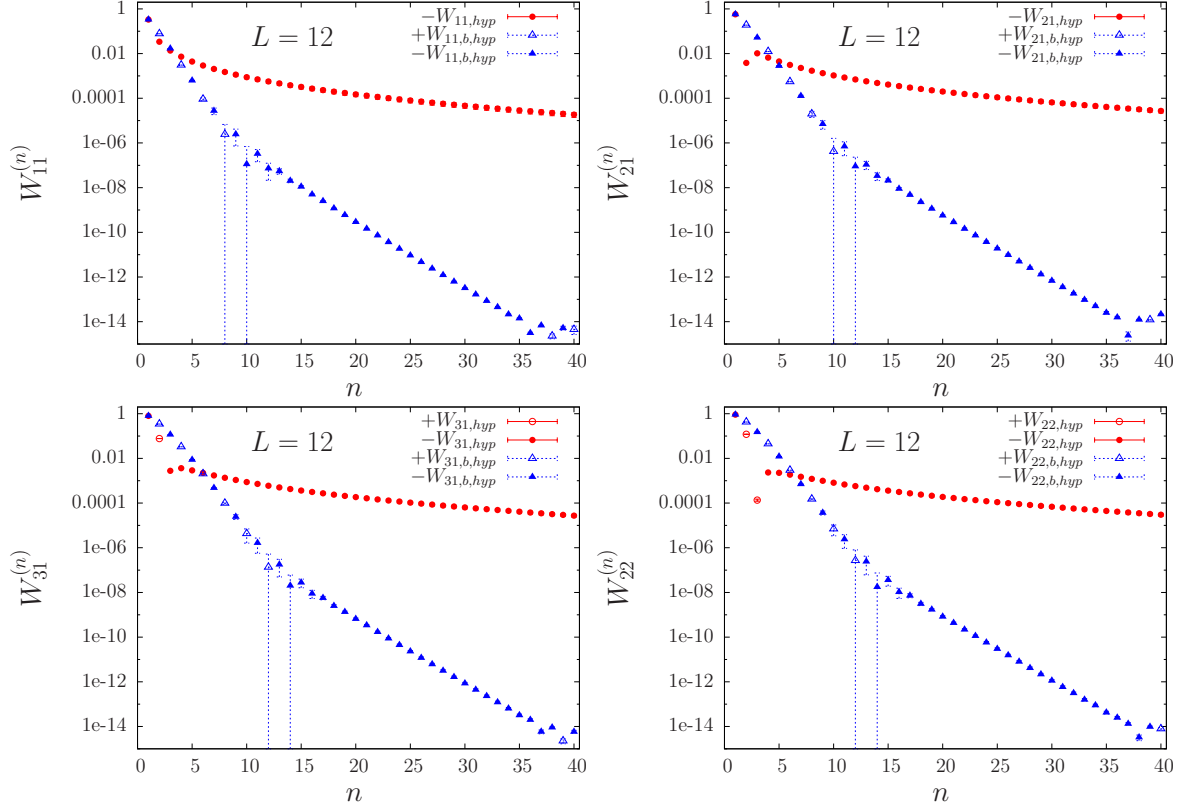 1
0.01
0.0001
1e-06
1e-08
1e-10
1e-12
1e-14
0 5 10 15 20 25 30 35 40
W_{11}^{(n)}
n
L = 12
−W_{11,hyp}
+W_{11,b,hyp}
−W_{11,b,hyp}
1
0.01
0.0001
1e-06
1e-08
1e-10
1e-12
1e-14
0 5 10 15 20 25 30 35 40
W_{21}^{(n)}
n
L = 12
−W_{21,hyp}
+W_{21,b,hyp}
−W_{21,b,hyp}
1
0.01
0.0001
1e-06
1e-08
1e-10
1e-12
1e-14
0 5 10 15 20 25 30 35 40
W_{31}^{(n)}
n
L = 12
+W_{31,hyp}
−W_{31,hyp}
+W_{31,b,hyp}
−W_{31,b,hyp}
1
0.01
0.0001
1e-06
1e-08
1e-10
1e-12
1e-14
0 5 10 15 20 25 30 35 40
W_{22}^{(n)}
n
L = 12
+W_{22,hyp}
−W_{22,hyp}
+W_{22,b,hyp}
−W_{22,b,hyp}